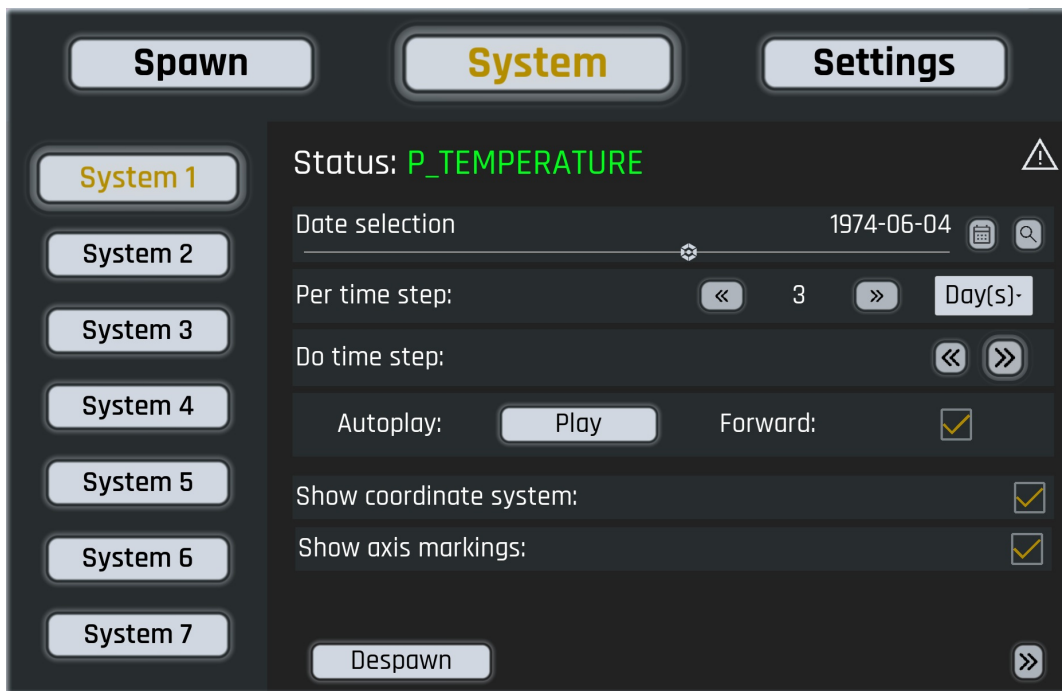 Spawn
System
Settings
System 1
System 2
System 3
System 4
System 5
System 6
System 7
Status: P_TEMPERATURE
Date selection 1974-06-04
Per time step: « 3 » Day(s)
Do time step: « »
Autoplay: Play Forward:
Show coordinate system:
Show axis markings:
Despawn »